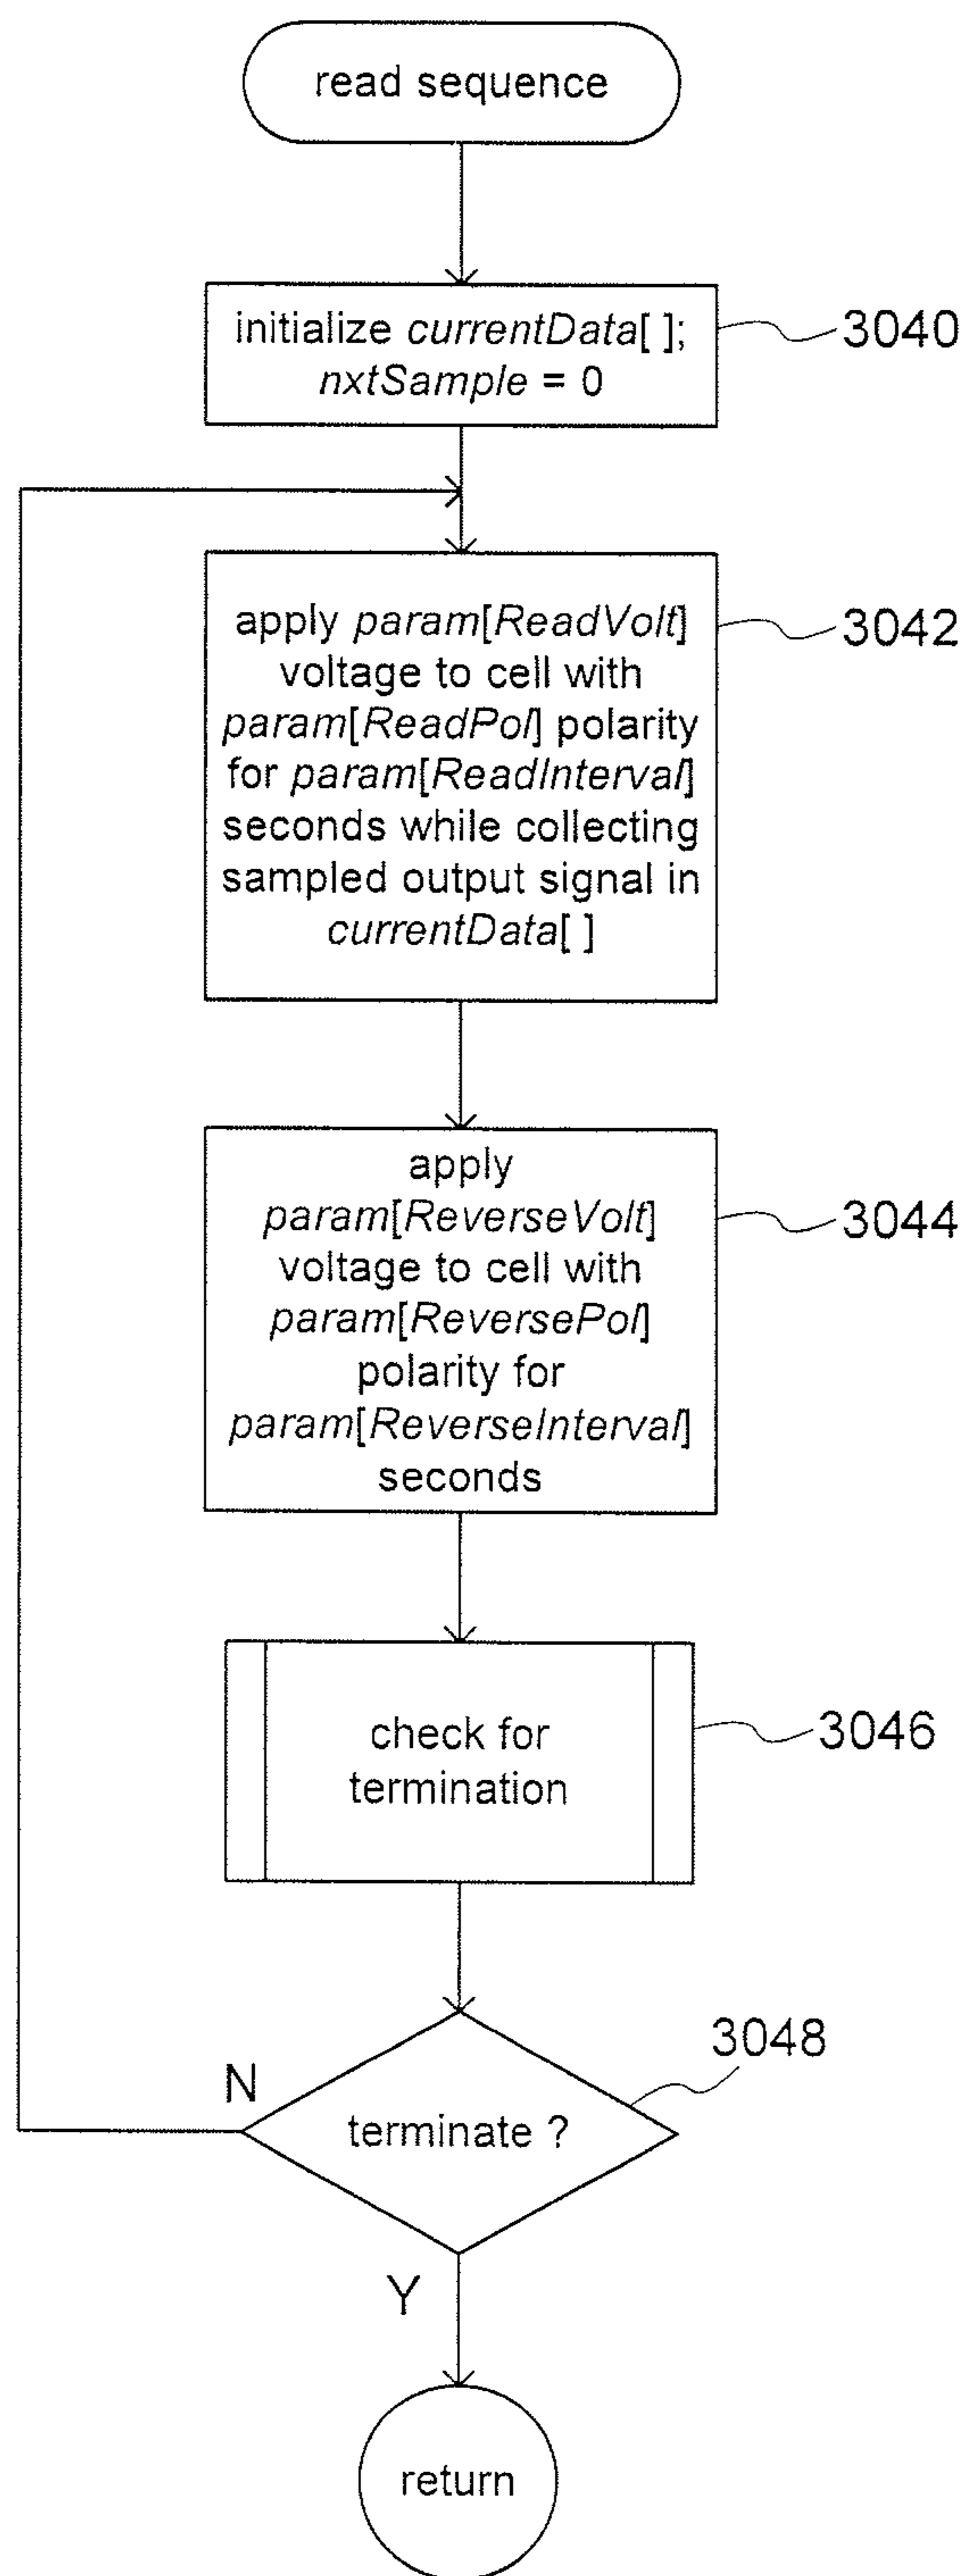 read sequence
initialize currentData[ ];
nxtSample = 0
3040
apply param[ReadVolt]
voltage to cell with
param[ReadPol] polarity
for param[ReadInterval]
seconds while collecting
sampled output signal in
currentData[ ]
3042
apply
param[ReverseVolt]
voltage to cell with
param[ReversePol]
polarity for
param[ReverseInterval]
seconds
3044
check for
termination
3046
3048
N
terminate ?
Y
return